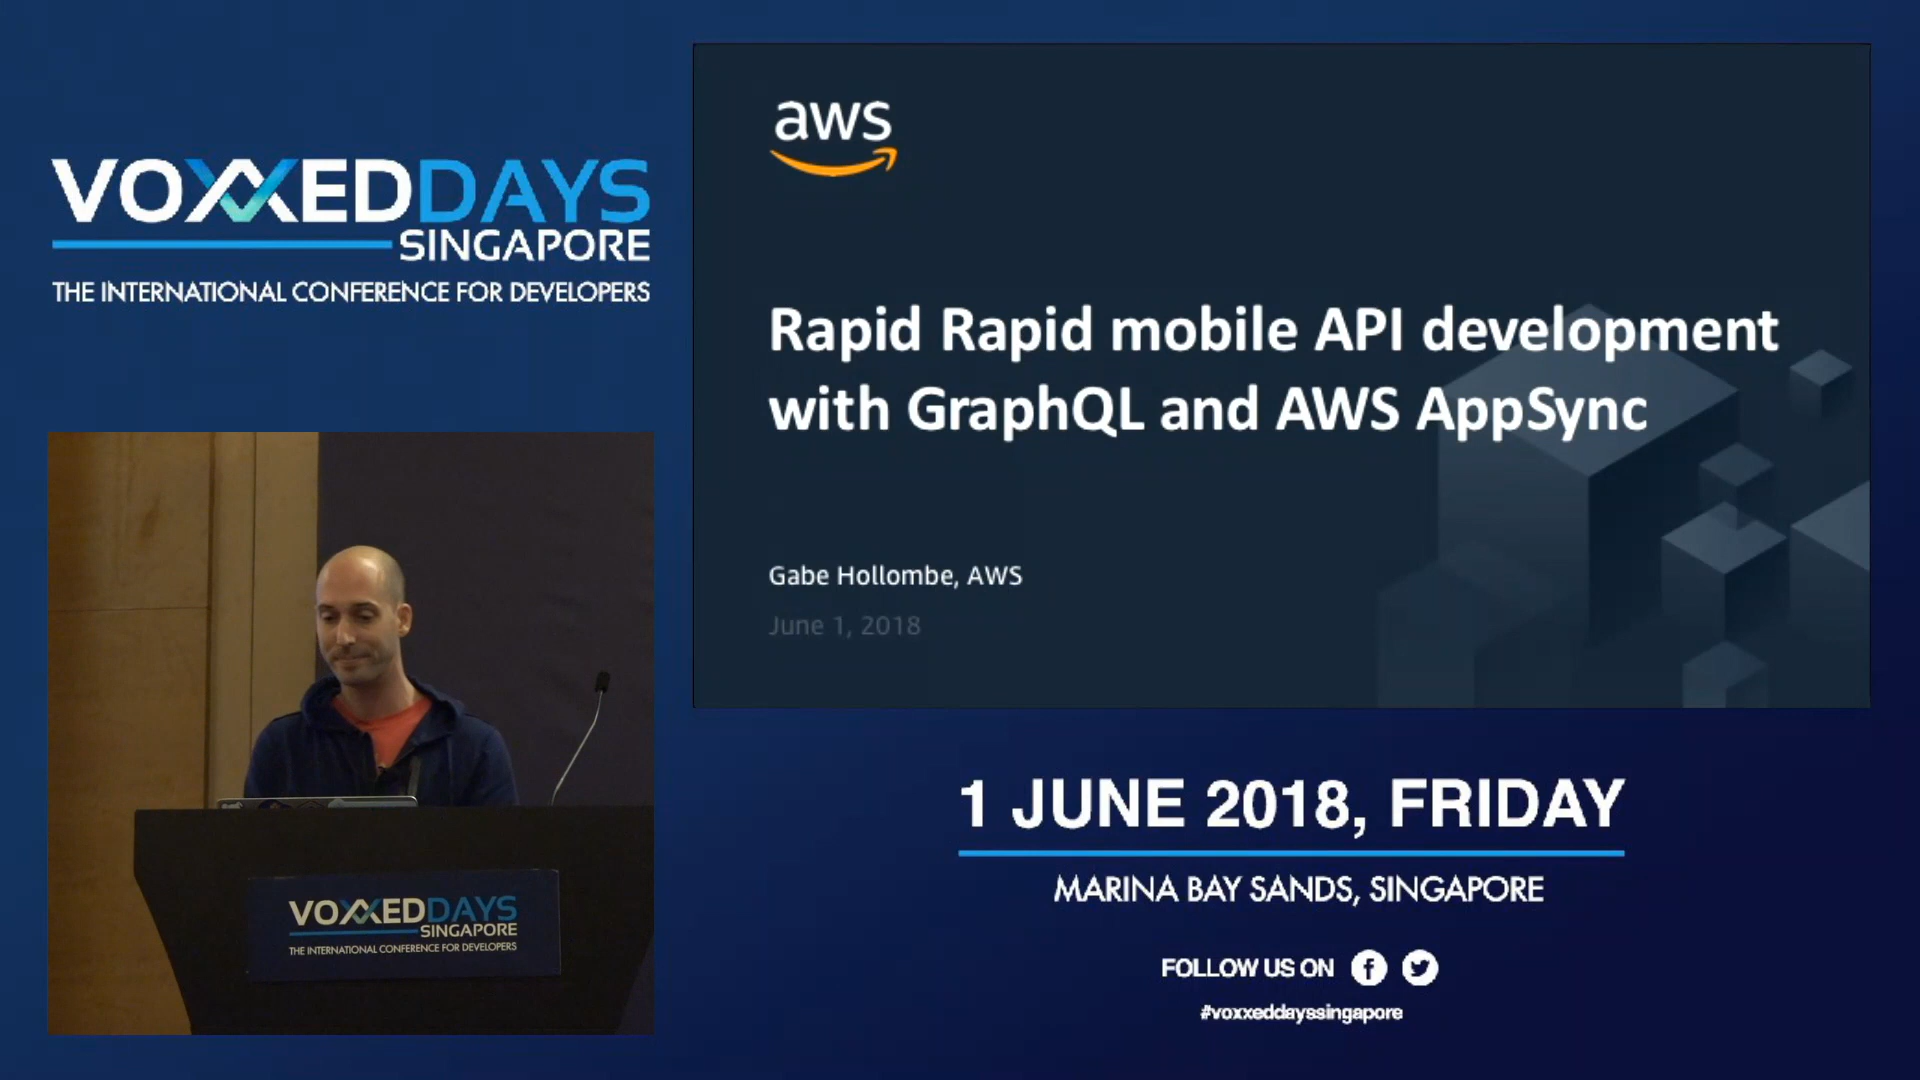 VOXXEDDAYS
SINGAPORE
THE INTERNATIONAL CONFERENCE FOR DEVELOPERS
aws
Rapid Rapid mobile API development
with GraphQL and AWS AppSync
Gabe Hollombe, AWS
June 1, 2018
VOXXEDDAYS
SINGAPORE
THE INTERNATIONAL CONFERENCE FOR DEVELOPERS
1 JUNE 2018, FRIDAY
MARINA BAY SANDS, SINGAPORE
FOLLOW US ON
#voxxeddayssingapore